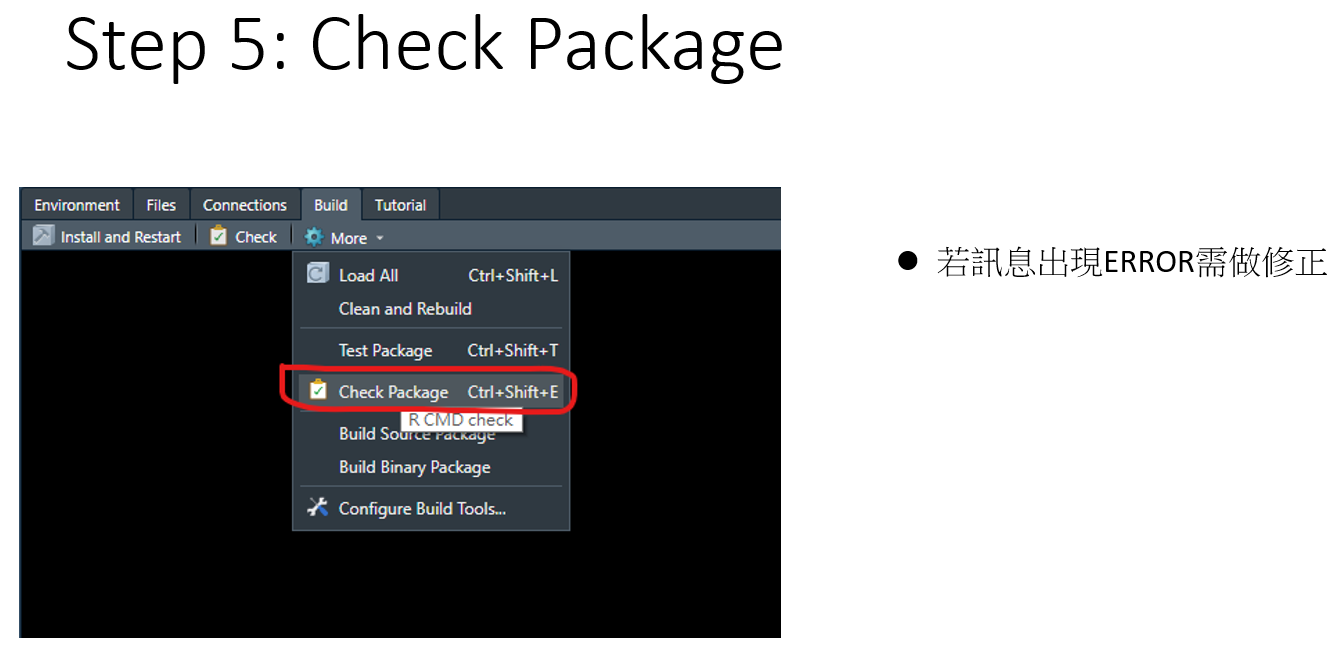 Step 5: Check Package
Environment Files Connections Build Tutorial
Install and Restart Check More
Load All Ctrl+Shift+L
Clean and Rebuild
Test Package Ctrl+Shift+T
Check Package Ctrl+Shift+E
R CMD check
Build Source Package
Build Binary Package
Configure Build Tools...
● 若訊息出現ERROR需做修正